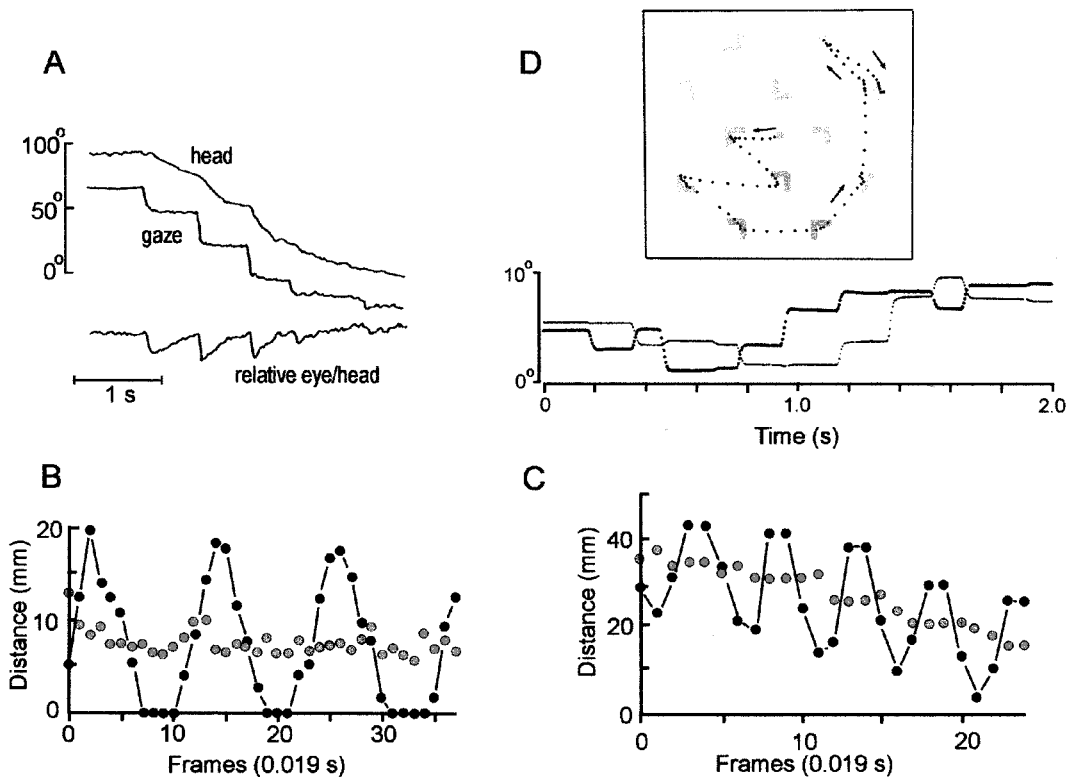 A
100°
50°
0°
head
gaze
relative eye/head
1 s
D
10°
0°
0
1.0
2.0
Time (s)
B
Distance (mm)
20
10
0
0
10
20
30
Frames (0.019 s)
C
Distance (mm)
40
20
0
0
10
20
Frames (0.019 s)